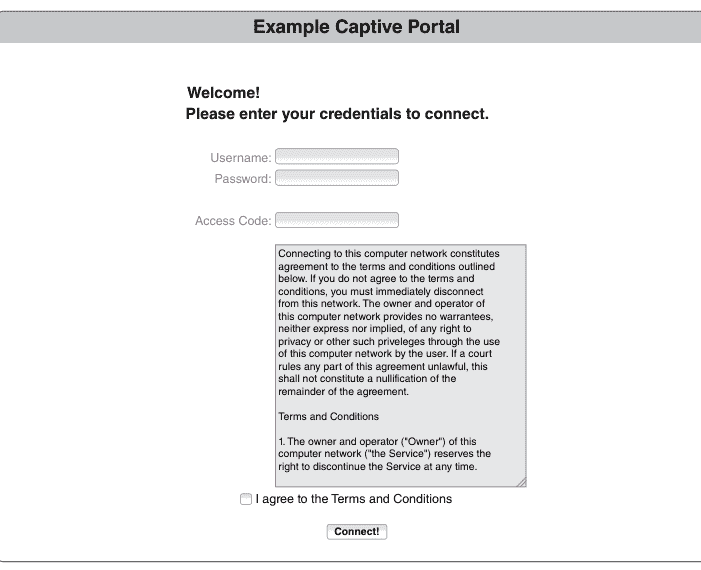 Example Captive Portal
Welcome!
Please enter your credentials to connect.
Username:
Password:
Access Code:
Connecting to this computer network constitutes
agreement to the terms and conditions outlined
below. If you do not agree to the terms and
conditions, you must immediately disconnect
from this network. The owner and operator of
this computer network provides no warrantees,
neither express nor implied, of any right to
privacy or other such priveleges through the use
of this computer network by the user. If a court
rules any part of this agreement unlawful, this
shall not constitute a nullification of the
remainder of the agreement.
Terms and Conditions
1. The owner and operator ("Owner") of this
computer network ("the Service") reserves the
right to discontinue the Service at any time.
I agree to the Terms and Conditions
Connect!